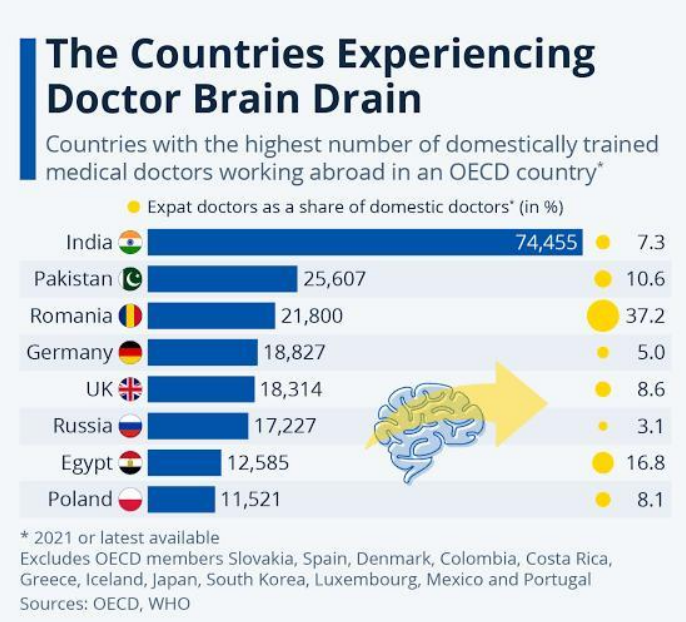 The Countries Experiencing
Doctor Brain Drain
Countries with the highest number of domestically trained
medical doctors working abroad in an OECD country*
Expat doctors as a share of domestic doctors* (in %)
India 74,455 7.3
Pakistan 25,607 10.6
Romania 21,800 37.2
Germany 18,827 5.0
UK 18,314 8.6
Russia 17,227 3.1
Egypt 12,585 16.8
Poland 11,521 8.1
* 2021 or latest available
Excludes OECD members Slovakia, Spain, Denmark, Colombia, Costa Rica,
Greece, Iceland, Japan, South Korea, Luxembourg, Mexico and Portugal
Sources: OECD, WHO